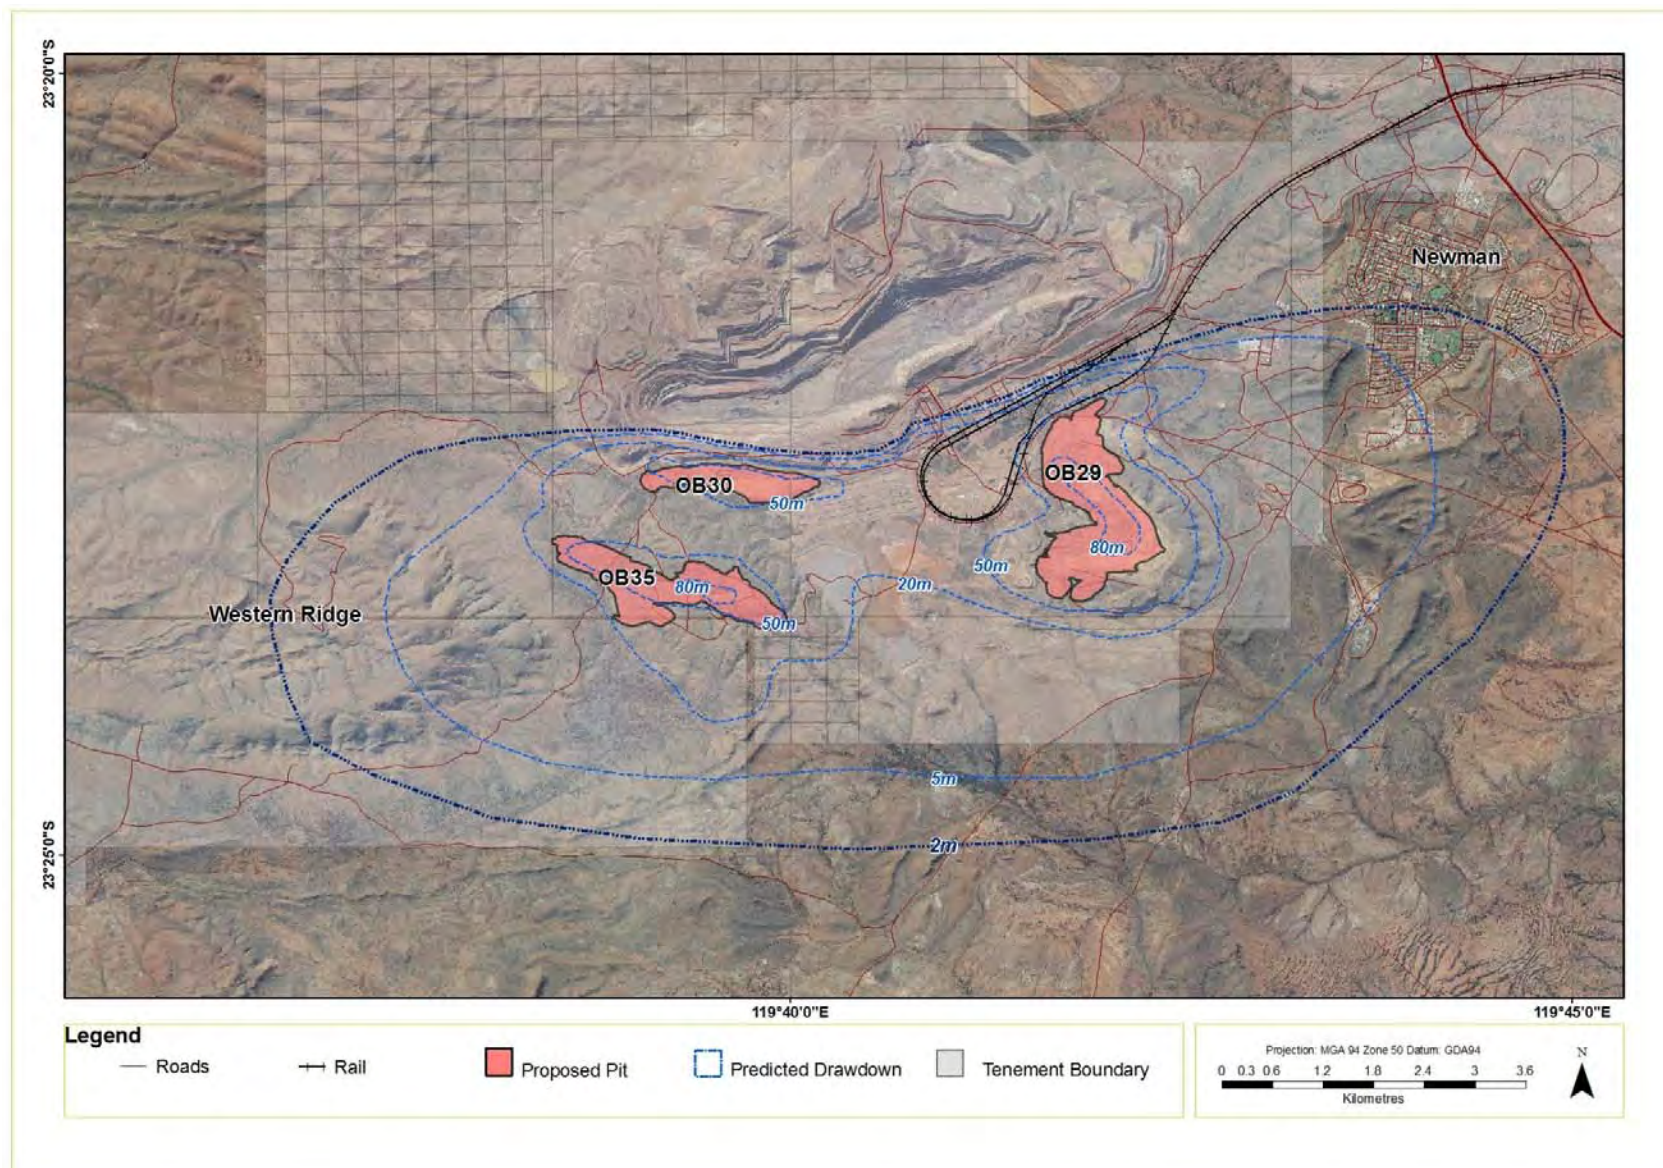 23°20'0"S
Newman
OB30
50m
OB29
80m
50m
20m
OB35
80m
50m
Western Ridge
5m
2m
23°25'0"S
119°40'0"E
119°45'0"E
Legend
Roads
Rail
Proposed Pit
Predicted Drawdown
Tenement Boundary
Projection: MGA 94 Zone 50 Datum: GDA94
0 0.3 0.6 1.2 1.8 2.4 3 3.6
Kilometres
N